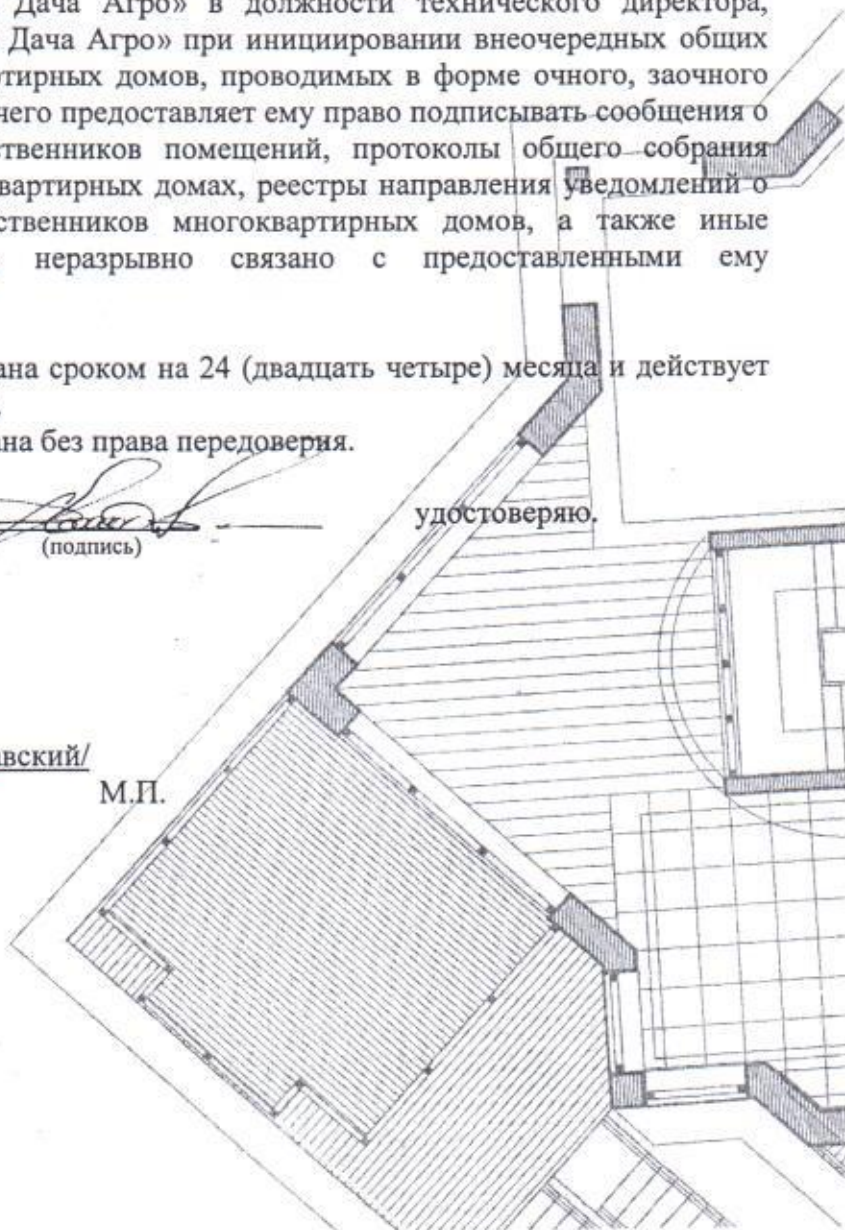 Дача Агро» в должности технического директора,
Дача Агро» при инициировании внеочередных общих
тирных домов, проводимых в форме очного, заочного
чего предоставляет ему право подписывать сообщения о
ственников помещений, протоколы общего собрания
вартирных домах, реестры направления уведомлений о
ственников многоквартирных домов, а также иные
неразрывно связано с предоставленными ему
ана сроком на 24 (двадцать четыре) месяца и действует
на без права передоверия.
удостоверяю.
(подпись)
авский/
М.П.